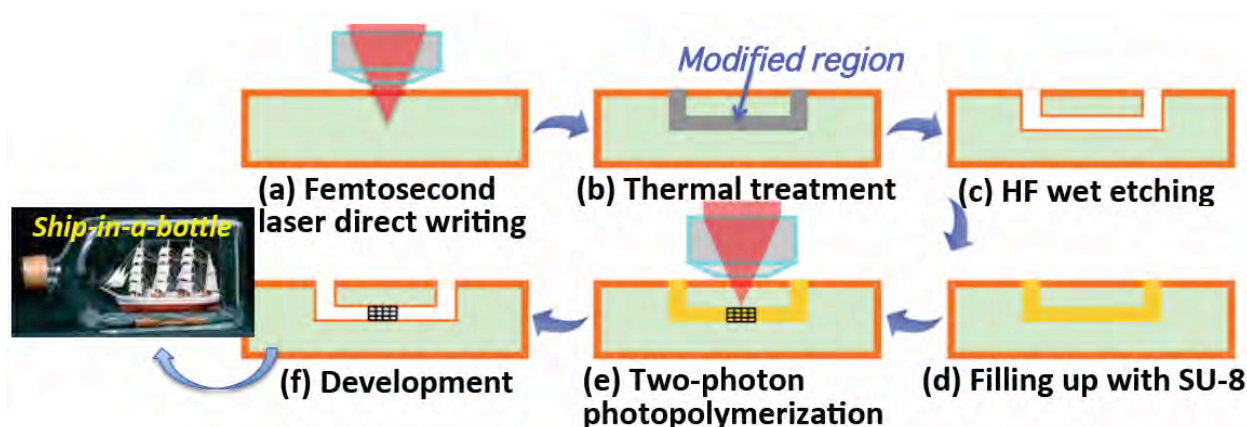 Modified region
(a) Femtosecond
laser direct writing
(b) Thermal treatment
(c) HF wet etching
Ship-in-a-bottle
(f) Development
(e) Two-photon
photopolymerization
(d) Filling up with SU-8